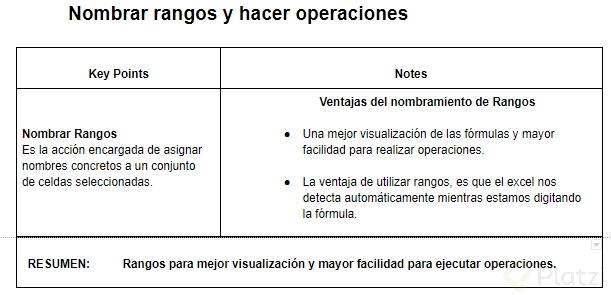 Nombrar rangos y hacer operaciones
Key Points
Notes
Nombrar Rangos
Es la acción encargada de asignar
nombres concretos a un conjunto
de celdas seleccionadas.
Ventajas del nombramiento de Rangos
● Una mejor visualización de las fórmulas y mayor
facilidad para realizar operaciones.
● La ventaja de utilizar rangos, es que el excel nos
detecta automáticamente mientras estamos digitando
la fórmula.
RESUMEN: Rangos para mejor visualización y mayor facilidad para ejecutar operaciones.
Platzi